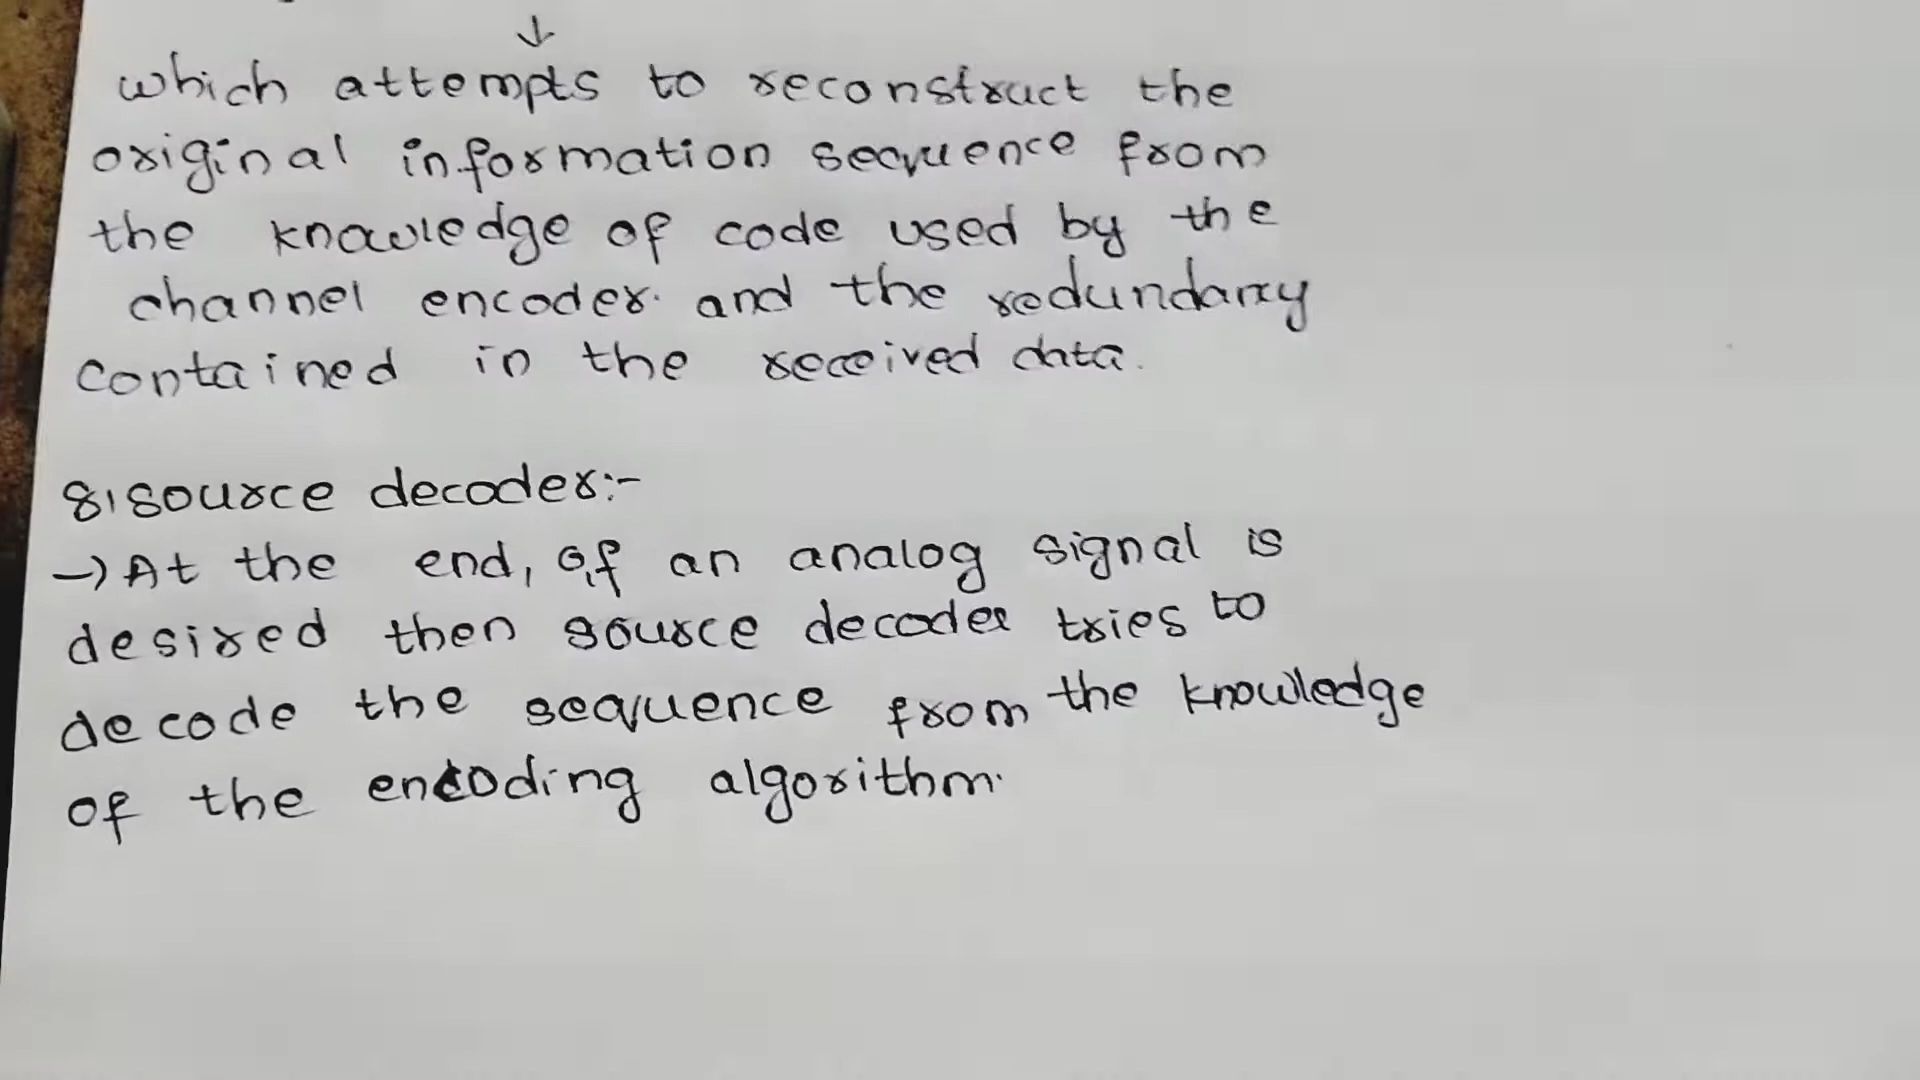 ↓
which attempts to reconstruct the
original information sequence from
the knowledge of code used by the
channel encoder. and the redundancy
contained in the received data.
8, source decoder:-
→ At the end, if an analog signal is
desired then source decoder tries to
decode the sequence from the knowledge
of the encoding algorithm.